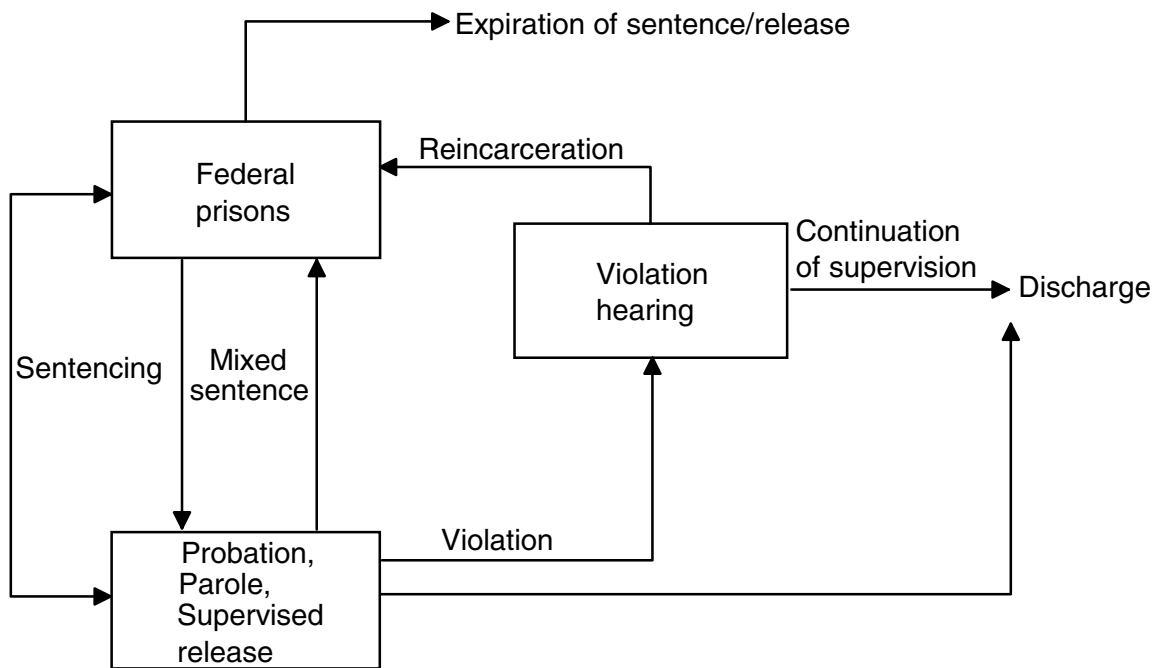 Expiration of sentence/release
Reincarceration
Federal
prisons
Continuation
of supervision
Violation
hearing
Discharge
Sentencing
Mixed
sentence
Violation
Probation,
Parole,
Supervised
release